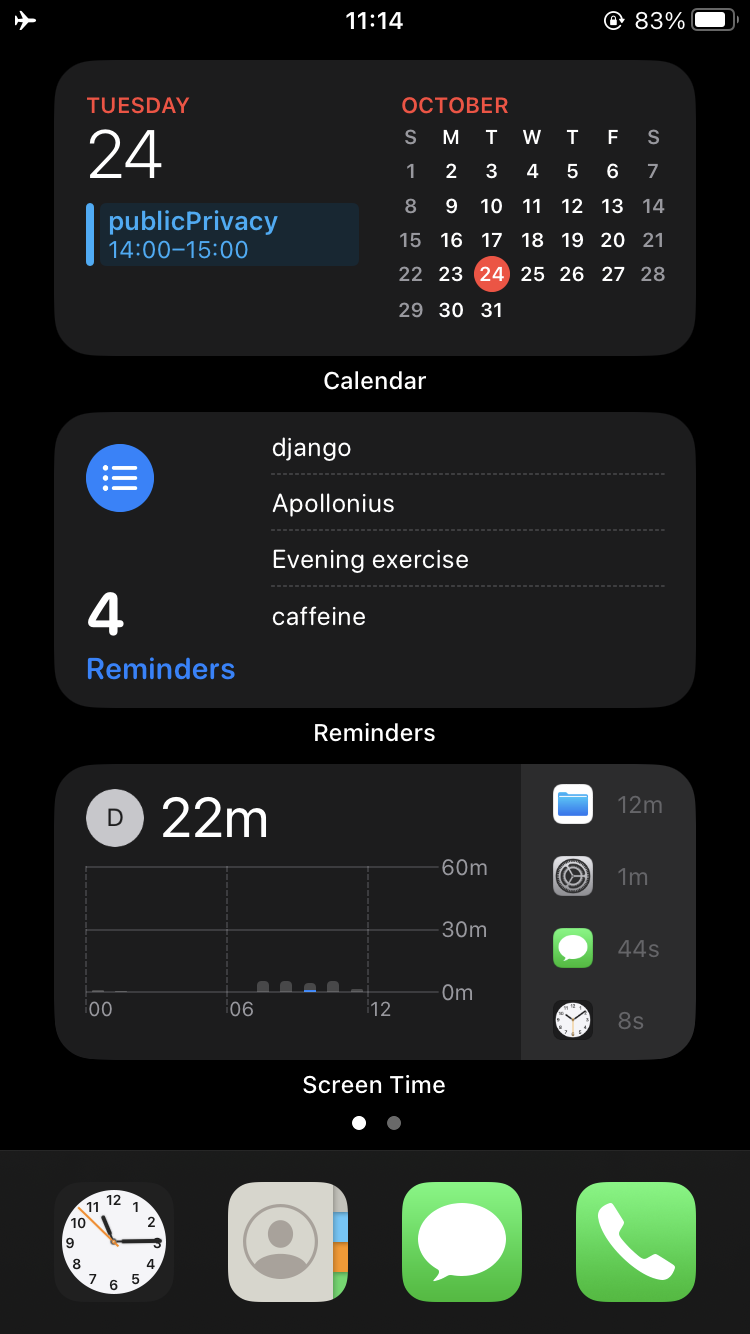 11:14
83%
TUESDAY
24
publicPrivacy
14:00–15:00
OCTOBER
S M T W T F S
1 2 3 4 5 6 7
8 9 10 11 12 13 14
15 16 17 18 19 20 21
22 23 24 25 26 27 28
29 30 31
Calendar
django
Apollonius
Evening exercise
caffeine
4
Reminders
Reminders
D
22m
60m
30m
0m
00 06 12
12m
1m
44s
8s
Screen Time
12
1
2
3
4
5
6
7
8
9
10
11